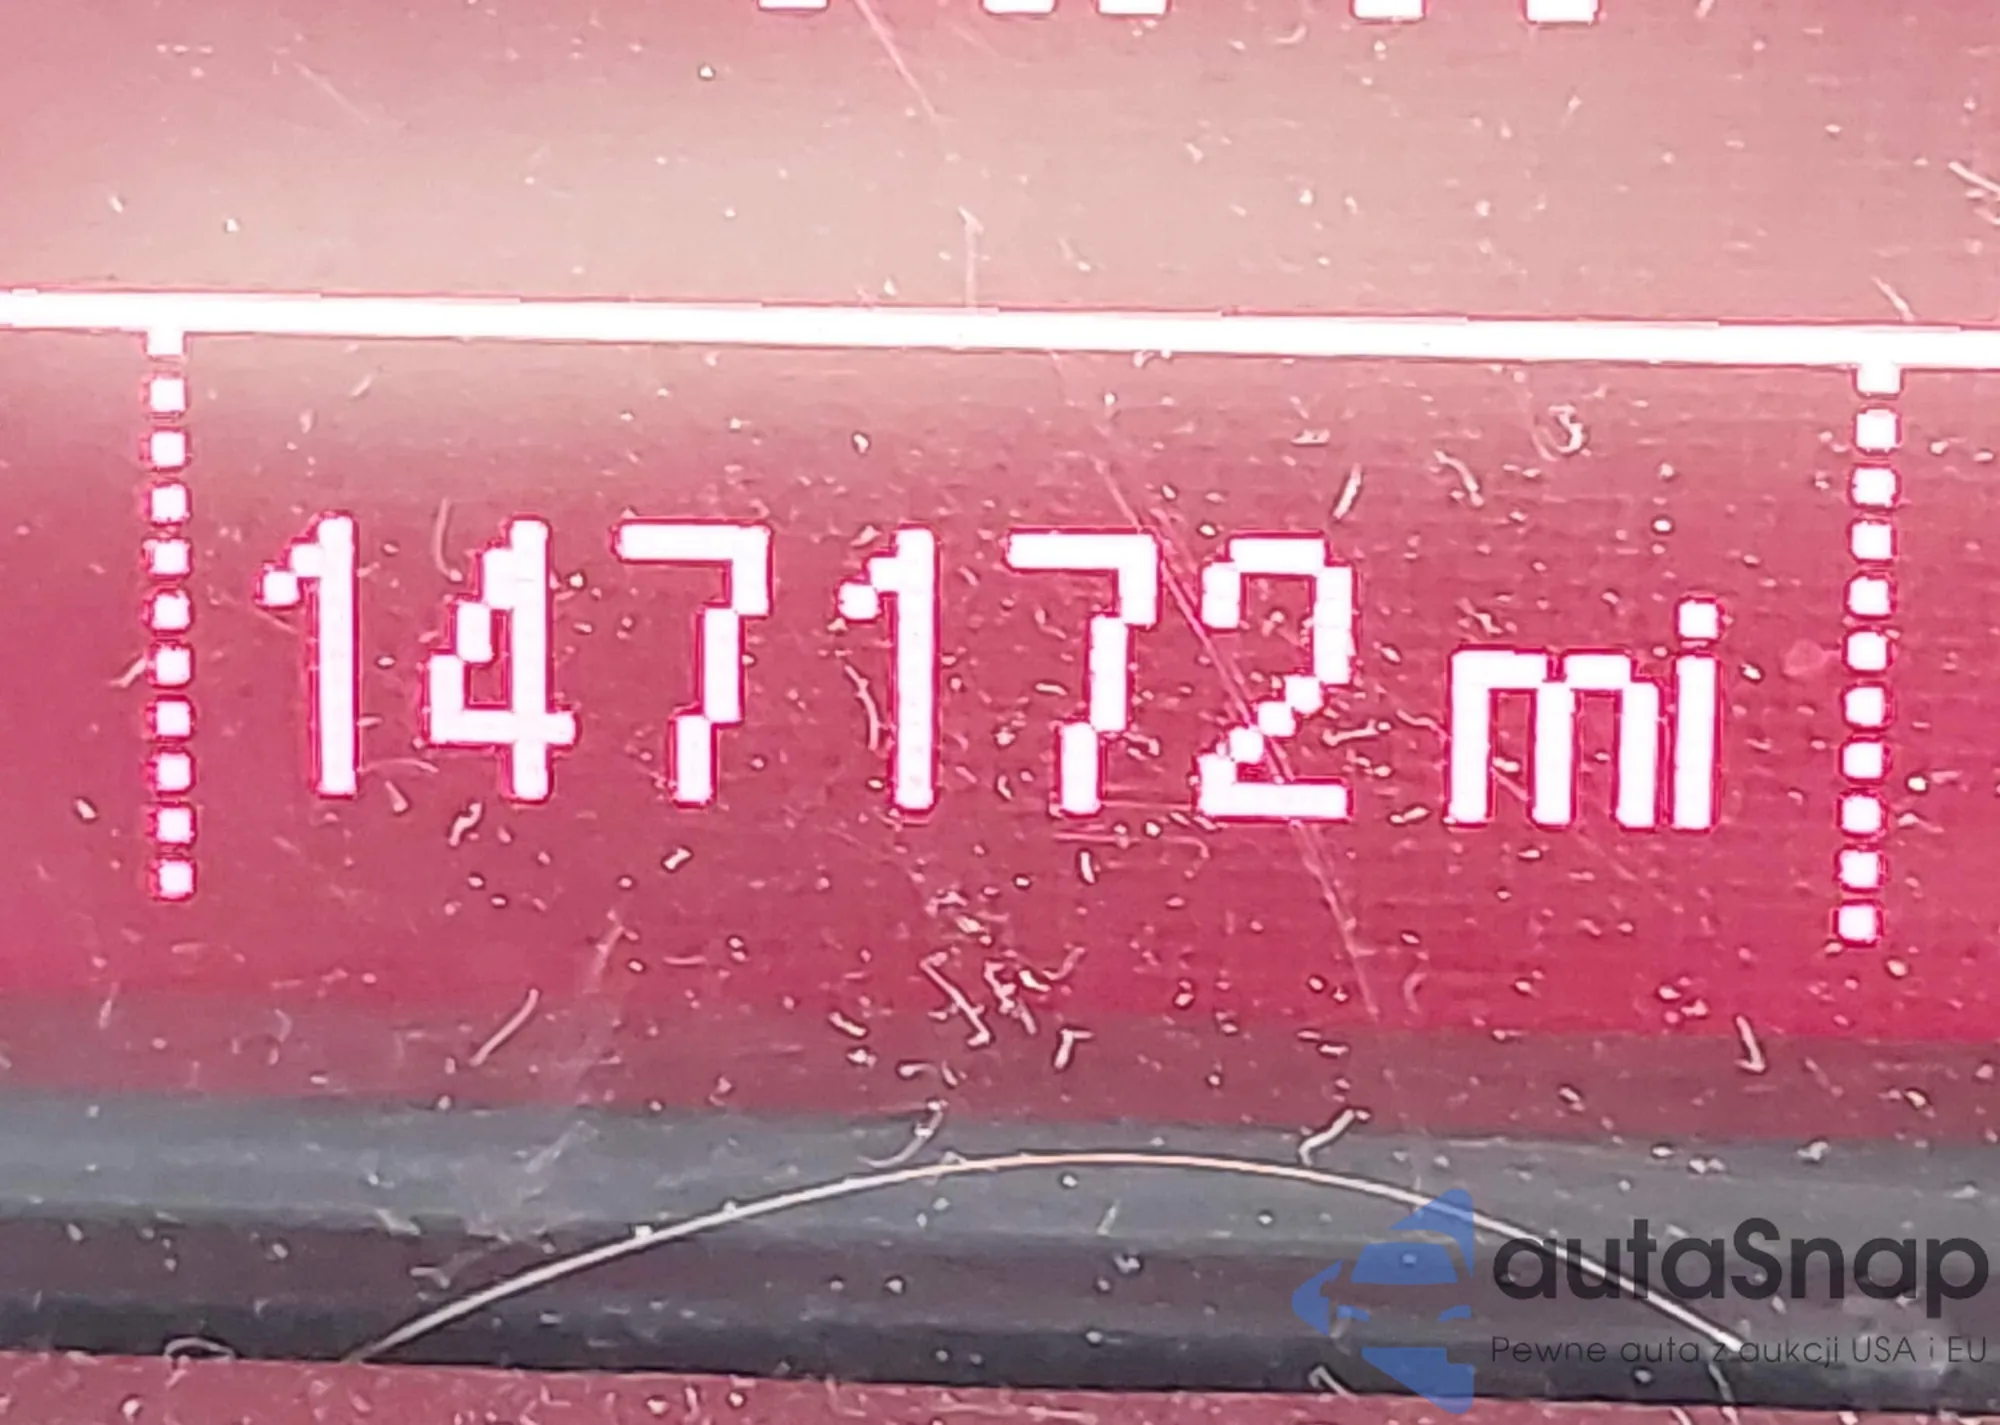 147172 mi
autaSnap
Pewne auta z aukcji USA i EU